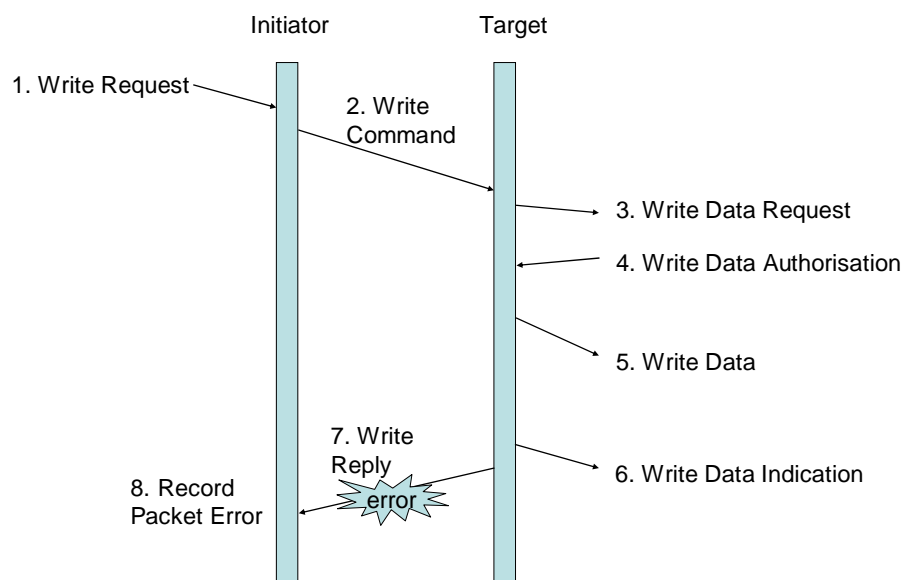 Initiator
Target
1. Write Request
2. Write
Command
3. Write Data Request
4. Write Data Authorisation
5. Write Data
6. Write Data Indication
7. Write
Reply
error
8. Record
Packet Error